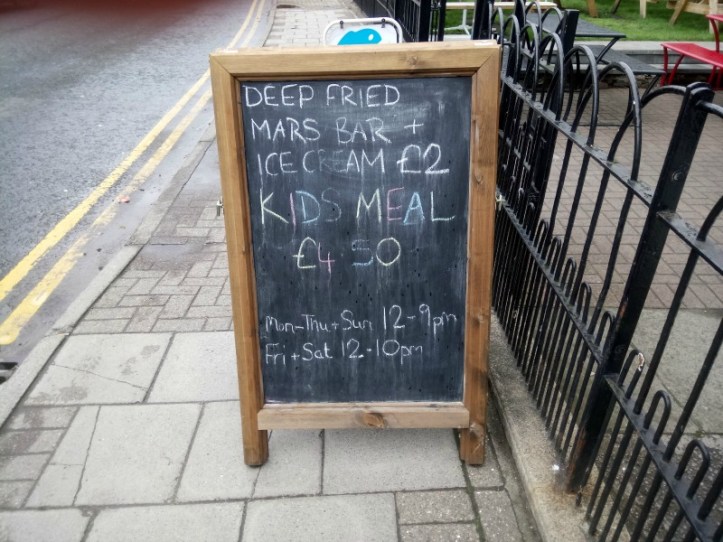 DEEP FRIED
MARS BAR +
ICE CREAM £2
KIDS MEAL
£4 50
Mon-Thu + Sun 12-9pm
Fri + Sat 12-10pm